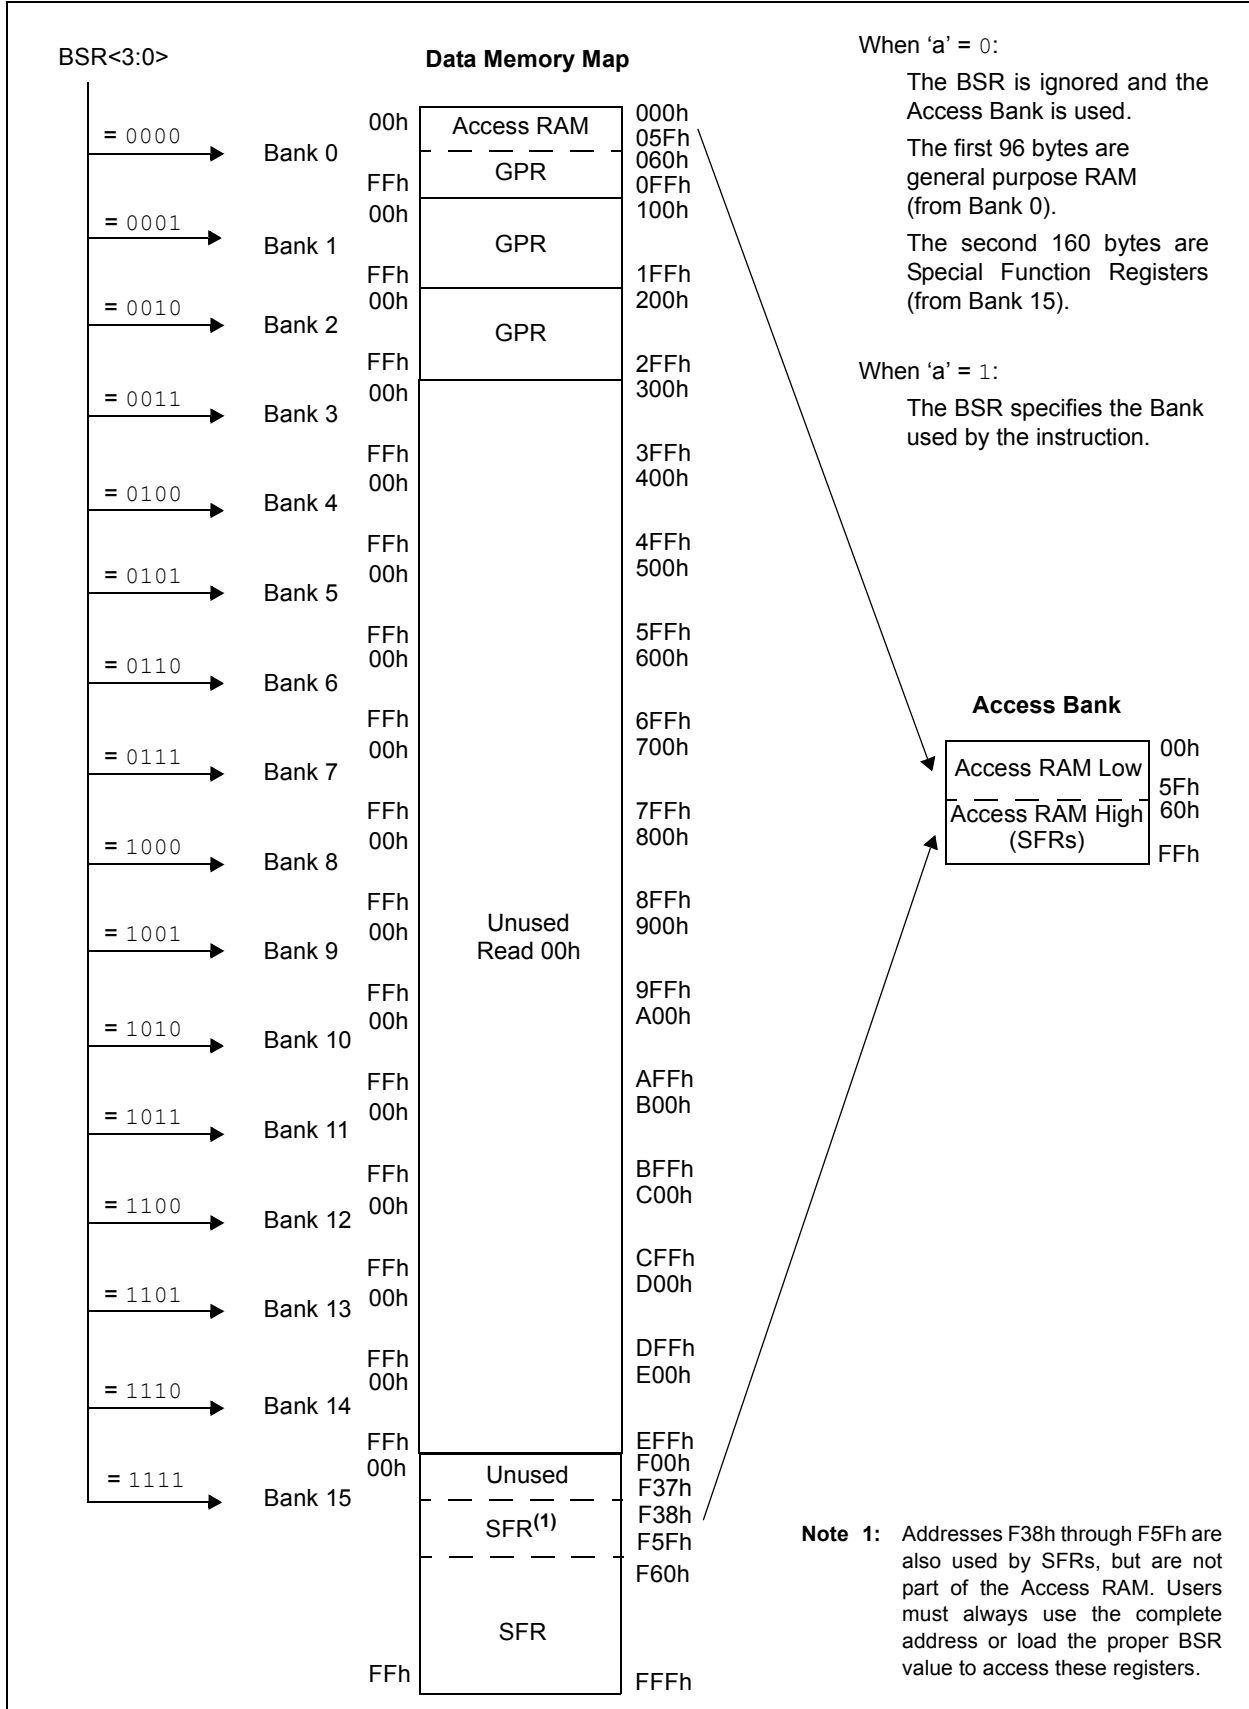 BSR<3:0>
Data Memory Map
When ‘a’ = 0:
The BSR is ignored and the
Access Bank is used.
The first 96 bytes are
general purpose RAM
(from Bank 0).
The second 160 bytes are
Special Function Registers
(from Bank 15).
When ‘a’ = 1:
The BSR specifies the Bank
used by the instruction.
= 0000
Bank 0
00h
FFh
Access RAM
GPR
000h
05Fh
060h
0FFh
= 0001
Bank 1
00h
FFh
GPR
100h
1FFh
= 0010
Bank 2
00h
FFh
GPR
200h
2FFh
= 0011
Bank 3
00h
FFh
300h
3FFh
= 0100
Bank 4
00h
FFh
400h
4FFh
= 0101
Bank 5
00h
FFh
500h
5FFh
= 0110
Bank 6
00h
FFh
600h
6FFh
= 0111
Bank 7
00h
FFh
700h
7FFh
= 1000
Bank 8
00h
FFh
800h
8FFh
= 1001
Bank 9
00h
FFh
Unused
Read 00h
900h
9FFh
= 1010
Bank 10
00h
FFh
A00h
AFFh
= 1011
Bank 11
00h
FFh
B00h
BFFh
= 1100
Bank 12
00h
FFh
C00h
CFFh
= 1101
Bank 13
00h
FFh
D00h
DFFh
= 1110
Bank 14
00h
FFh
E00h
EFFh
= 1111
Bank 15
00h
FFh
Unused
SFR(1)
SFR
F00h
F37h
F38h
F5Fh
F60h
FFFh
Access Bank
Access RAM Low
Access RAM High
(SFRs)
00h
5Fh
60h
FFh
Note 1: Addresses F38h through F5Fh are
also used by SFRs, but are not
part of the Access RAM. Users
must always use the complete
address or load the proper BSR
value to access these registers.